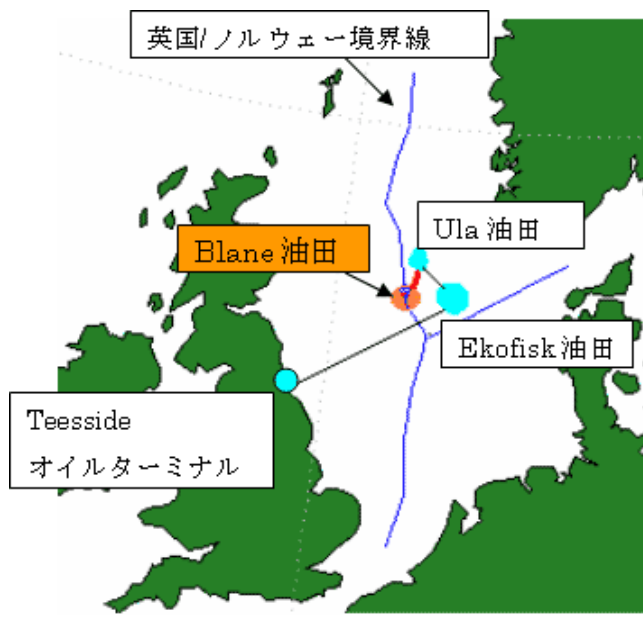 英国/ノルウェー境界線
Ula 油田
Blane 油田
Ekofisk 油田
Teesside
オイルターミナル